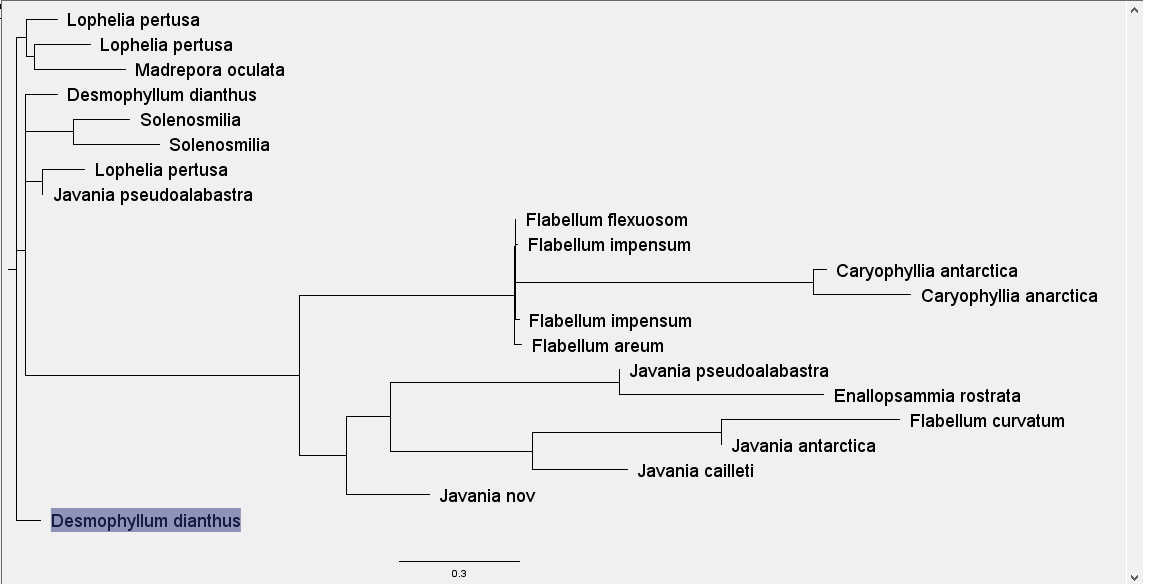 Lophelia pertusa
Lophelia pertusa
Madrepora oculata
Desmophyllum dianthus
Solenosmilia
Solenosmilia
Lophelia pertusa
Javania pseudoalabastra
Flabellum flexuosom
Flabellum impensum
Caryophyllia antarctica
Caryophyllia anarctica
Flabellum impensum
Flabellum areum
Javania pseudoalabastra
Enallopsammia rostrata
Flabellum curvatum
Javania antarctica
Javania cailleti
Javania nov
Desmophyllum dianthus
0.3